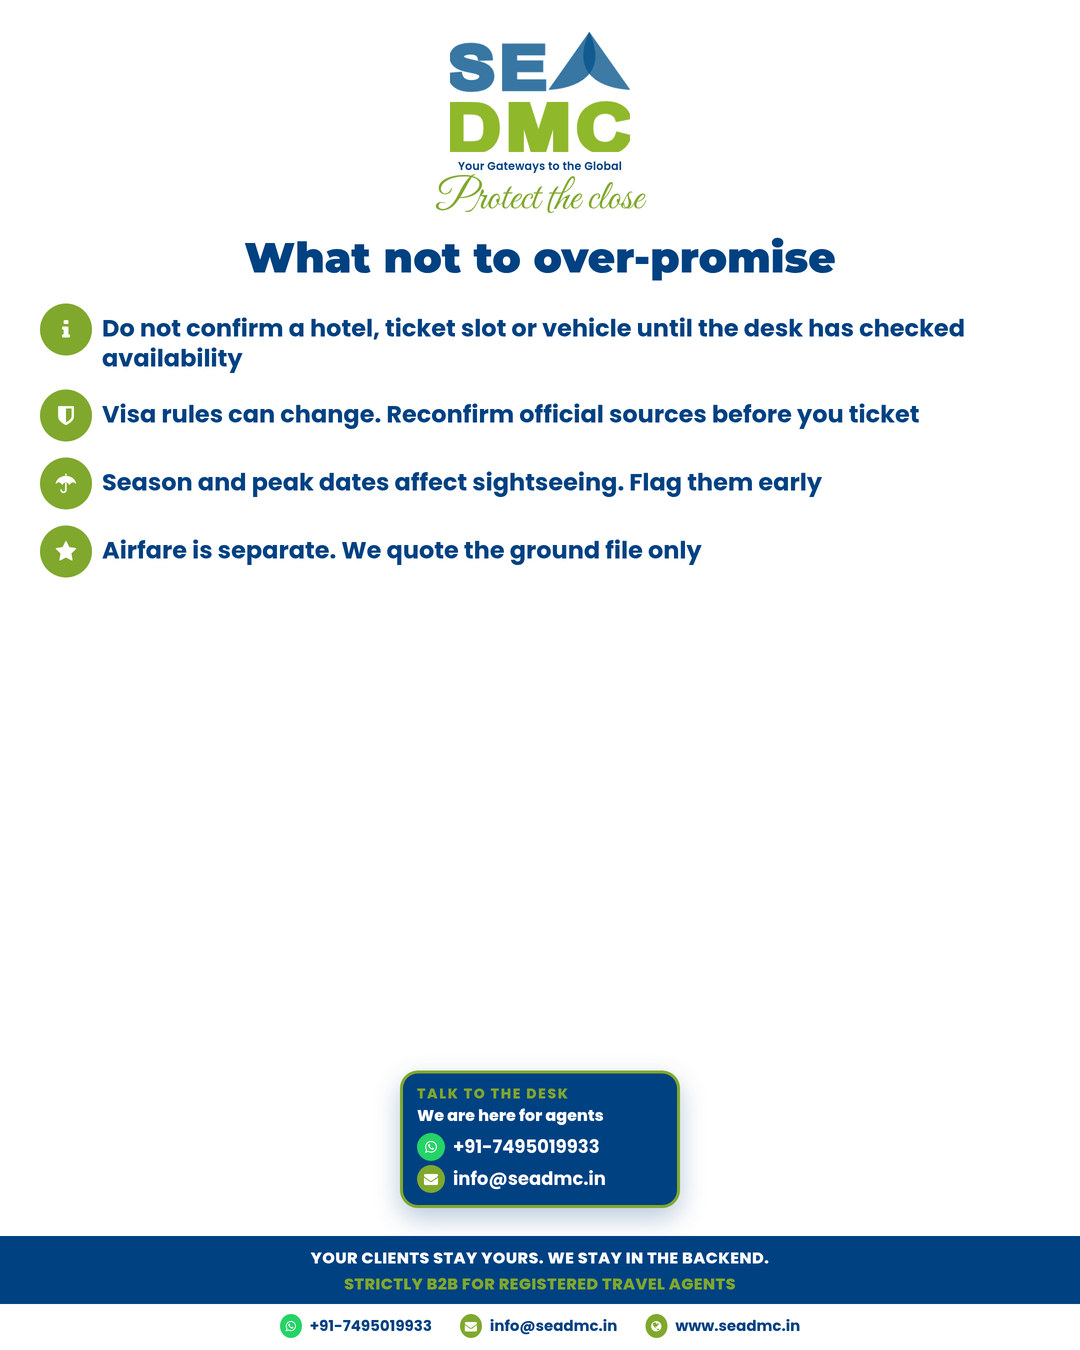 SEA
DMC
Your Gateways to the Global
Protect the close
What not to over-promise
Do not confirm a hotel, ticket slot or vehicle until the desk has checked
availability
Visa rules can change. Reconfirm official sources before you ticket
Season and peak dates affect sightseeing. Flag them early
Airfare is separate. We quote the ground file only
TALK TO THE DESK
We are here for agents
+91-7495019933
info@seadmc.in
YOUR CLIENTS STAY YOURS. WE STAY IN THE BACKEND.
STRICTLY B2B FOR REGISTERED TRAVEL AGENTS
+91-7495019933 info@seadmc.in www.seadmc.in